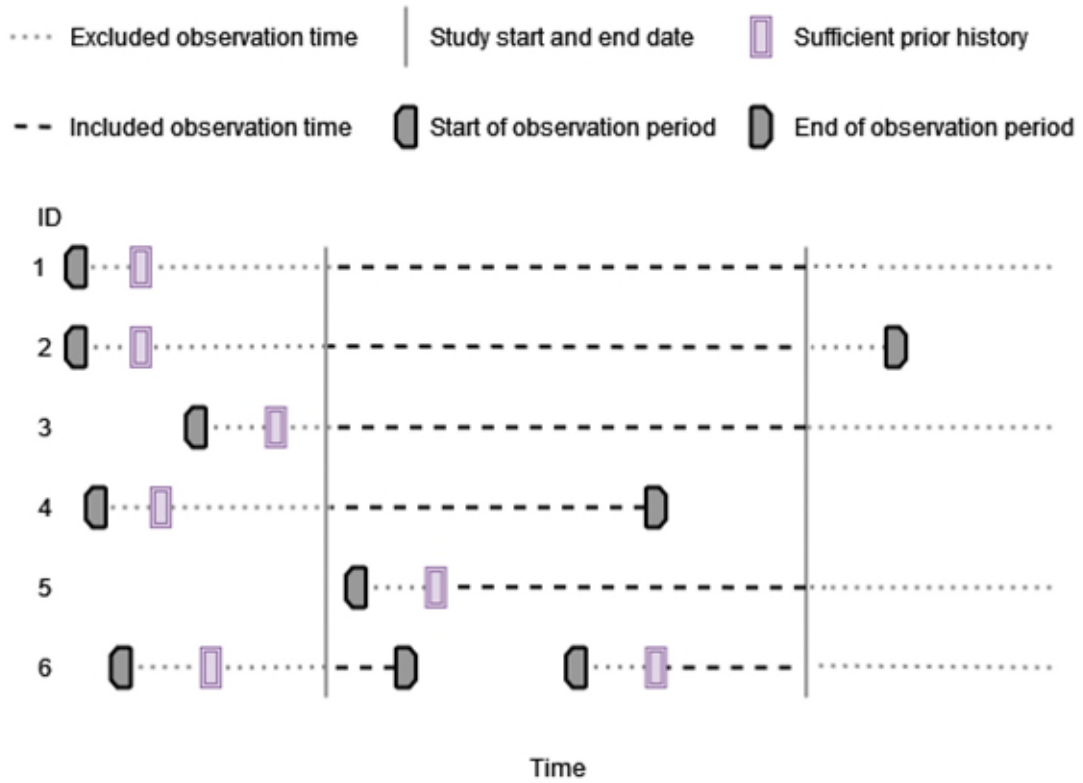 Excluded observation time
Study start and end date
Sufficient prior history
Included observation time
Start of observation period
End of observation period
ID
1
2
3
4
5
6
Time